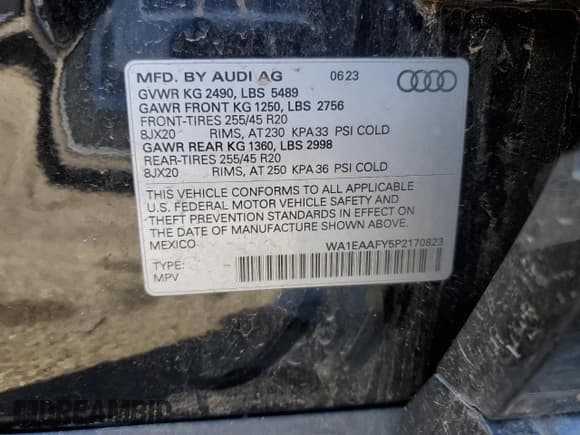 MFD. BY AUDI AG 06 23
GVWR KG 2490, LBS 5489
GAWR FRONT KG 1250, LBS 2756
FRONT-TIRES 255/45 R20
8JX20 RIMS, AT 230 KPA 33 PSI COLD
GAWR REAR KG 1360, LBS 2998
REAR-TIRES 255/45 R20
8JX20 RIMS, AT 250 KPA 36 PSI COLD
THIS VEHICLE CONFORMS TO ALL APPLICABLE
U.S. FEDERAL MOTOR VEHICLE SAFETY AND
THEFT PREVENTION STANDARDS IN EFFECT ON
THE DATE OF MANUFACTURE SHOWN ABOVE.
MEXICO WA1EAAFY5P2170823
TYPE:
MPV
DREAMBID